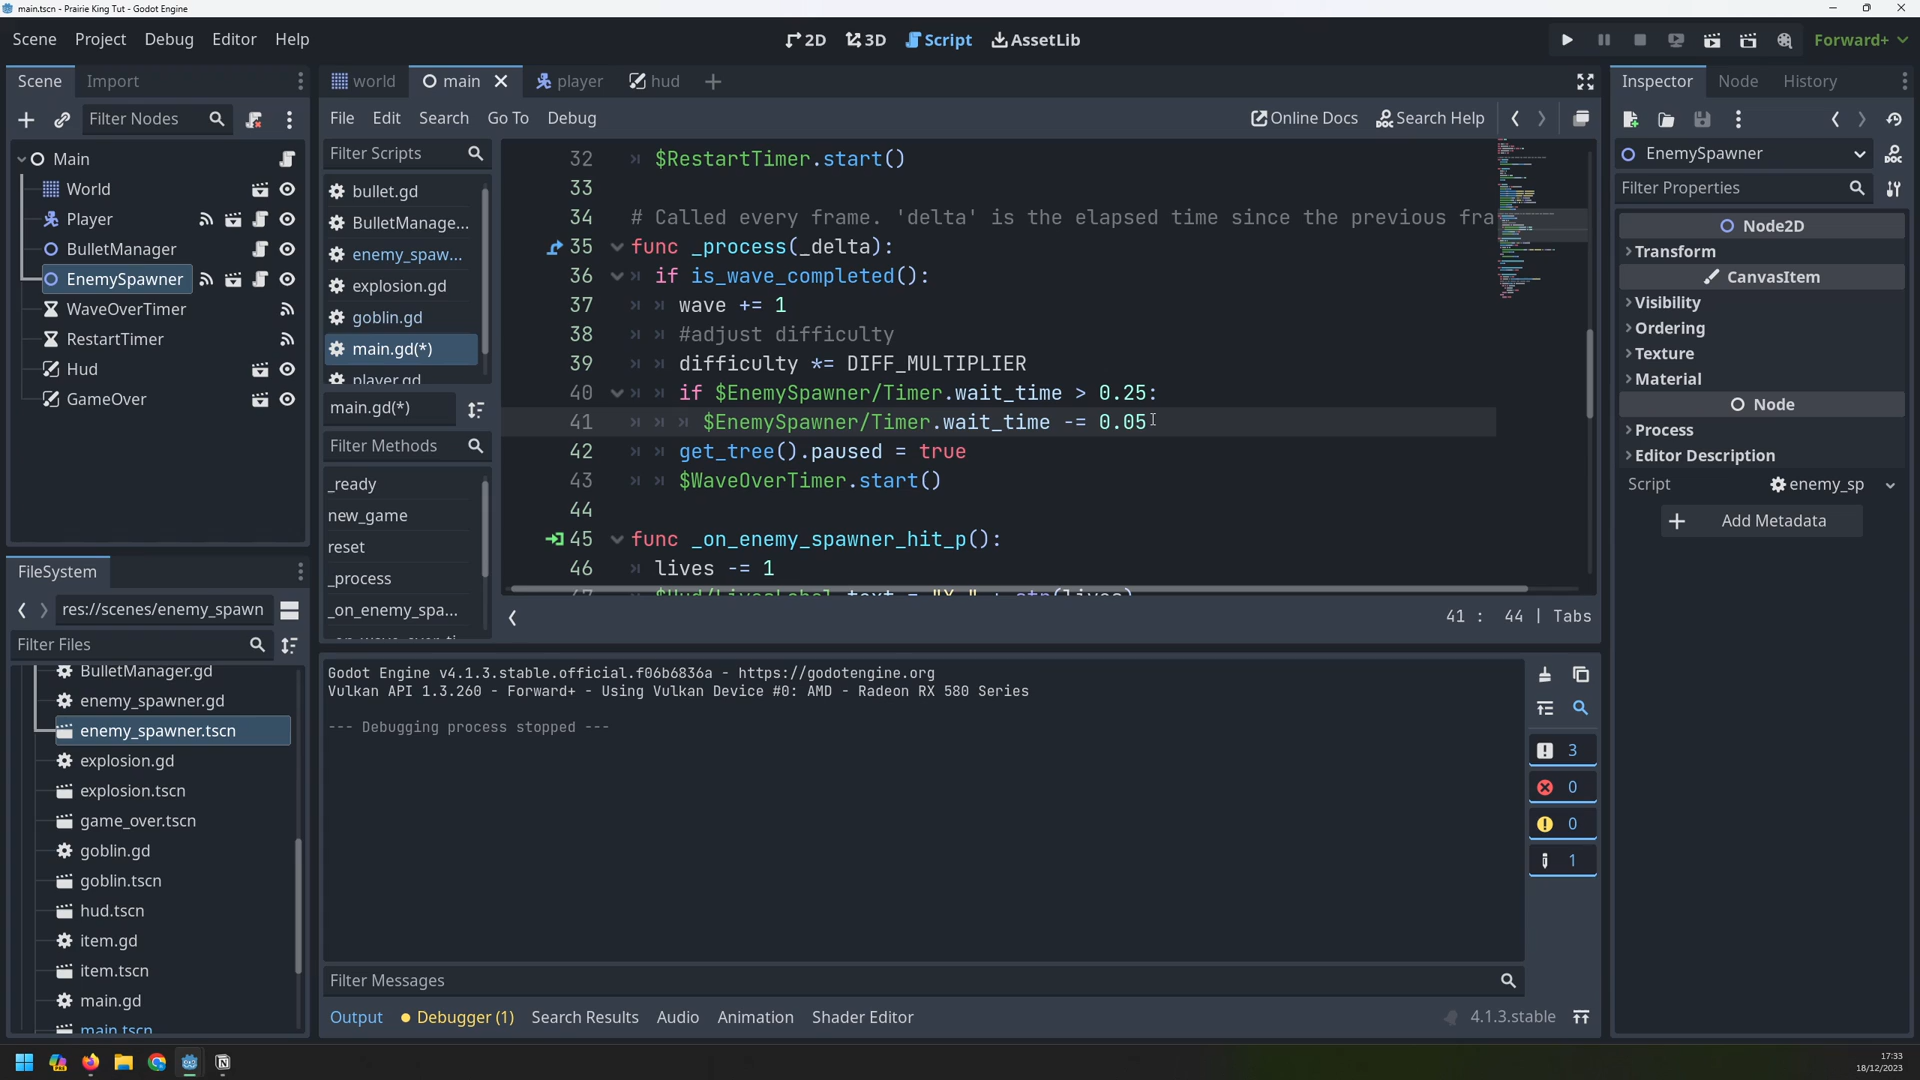 main.tscn - Prairie King Tut - Godot Engine
Scene Project Debug Editor Help
2D 3D Script AssetLib
Forward+
Scene Import
Filter Nodes
Main
World
Player
BulletManager
EnemySpawner
WaveOverTimer
RestartTimer
Hud
GameOver
FileSystem
res://scenes/enemy_spawn
Filter Files
BulletManager.gd
enemy_spawner.gd
enemy_spawner.tscn
explosion.gd
explosion.tscn
game_over.tscn
goblin.gd
goblin.tscn
hud.tscn
item.gd
item.tscn
main.gd
main.tscn
world main player hud
File Edit Search Go To Debug
Online Docs Search Help
Filter Scripts
bullet.gd
BulletManage...
enemy_spaw...
explosion.gd
goblin.gd
main.gd(*)
player.gd
main.gd(*)
Filter Methods
_ready
new_game
reset
_process
_on_enemy_spa...
32 $RestartTimer.start()
33
34 # Called every frame. 'delta' is the elapsed time since the previous fra
35 func _process(_delta):
36 if is_wave_completed():
37 wave += 1
38 #adjust difficulty
39 difficulty *= DIFF_MULTIPLIER
40 if $EnemySpawner/Timer.wait_time > 0.25:
41 $EnemySpawner/Timer.wait_time -= 0.05
42 get_tree().paused = true
43 $WaveOverTimer.start()
44
45 func _on_enemy_spawner_hit_p():
46 lives -= 1
41 : 44 | Tabs
Godot Engine v4.1.3.stable.official.f06b6836a - https://godotengine.org
Vulkan API 1.3.260 - Forward+ - Using Vulkan Device #0: AMD - Radeon RX 580 Series
--- Debugging process stopped ---
3
0
0
1
Filter Messages
Output Debugger (1) Search Results Audio Animation Shader Editor
4.1.3.stable
Inspector Node History
EnemySpawner
Filter Properties
Node2D
Transform
CanvasItem
Visibility
Ordering
Texture
Material
Node
Process
Editor Description
Script enemy_sp
Add Metadata
17:33
18/12/2023